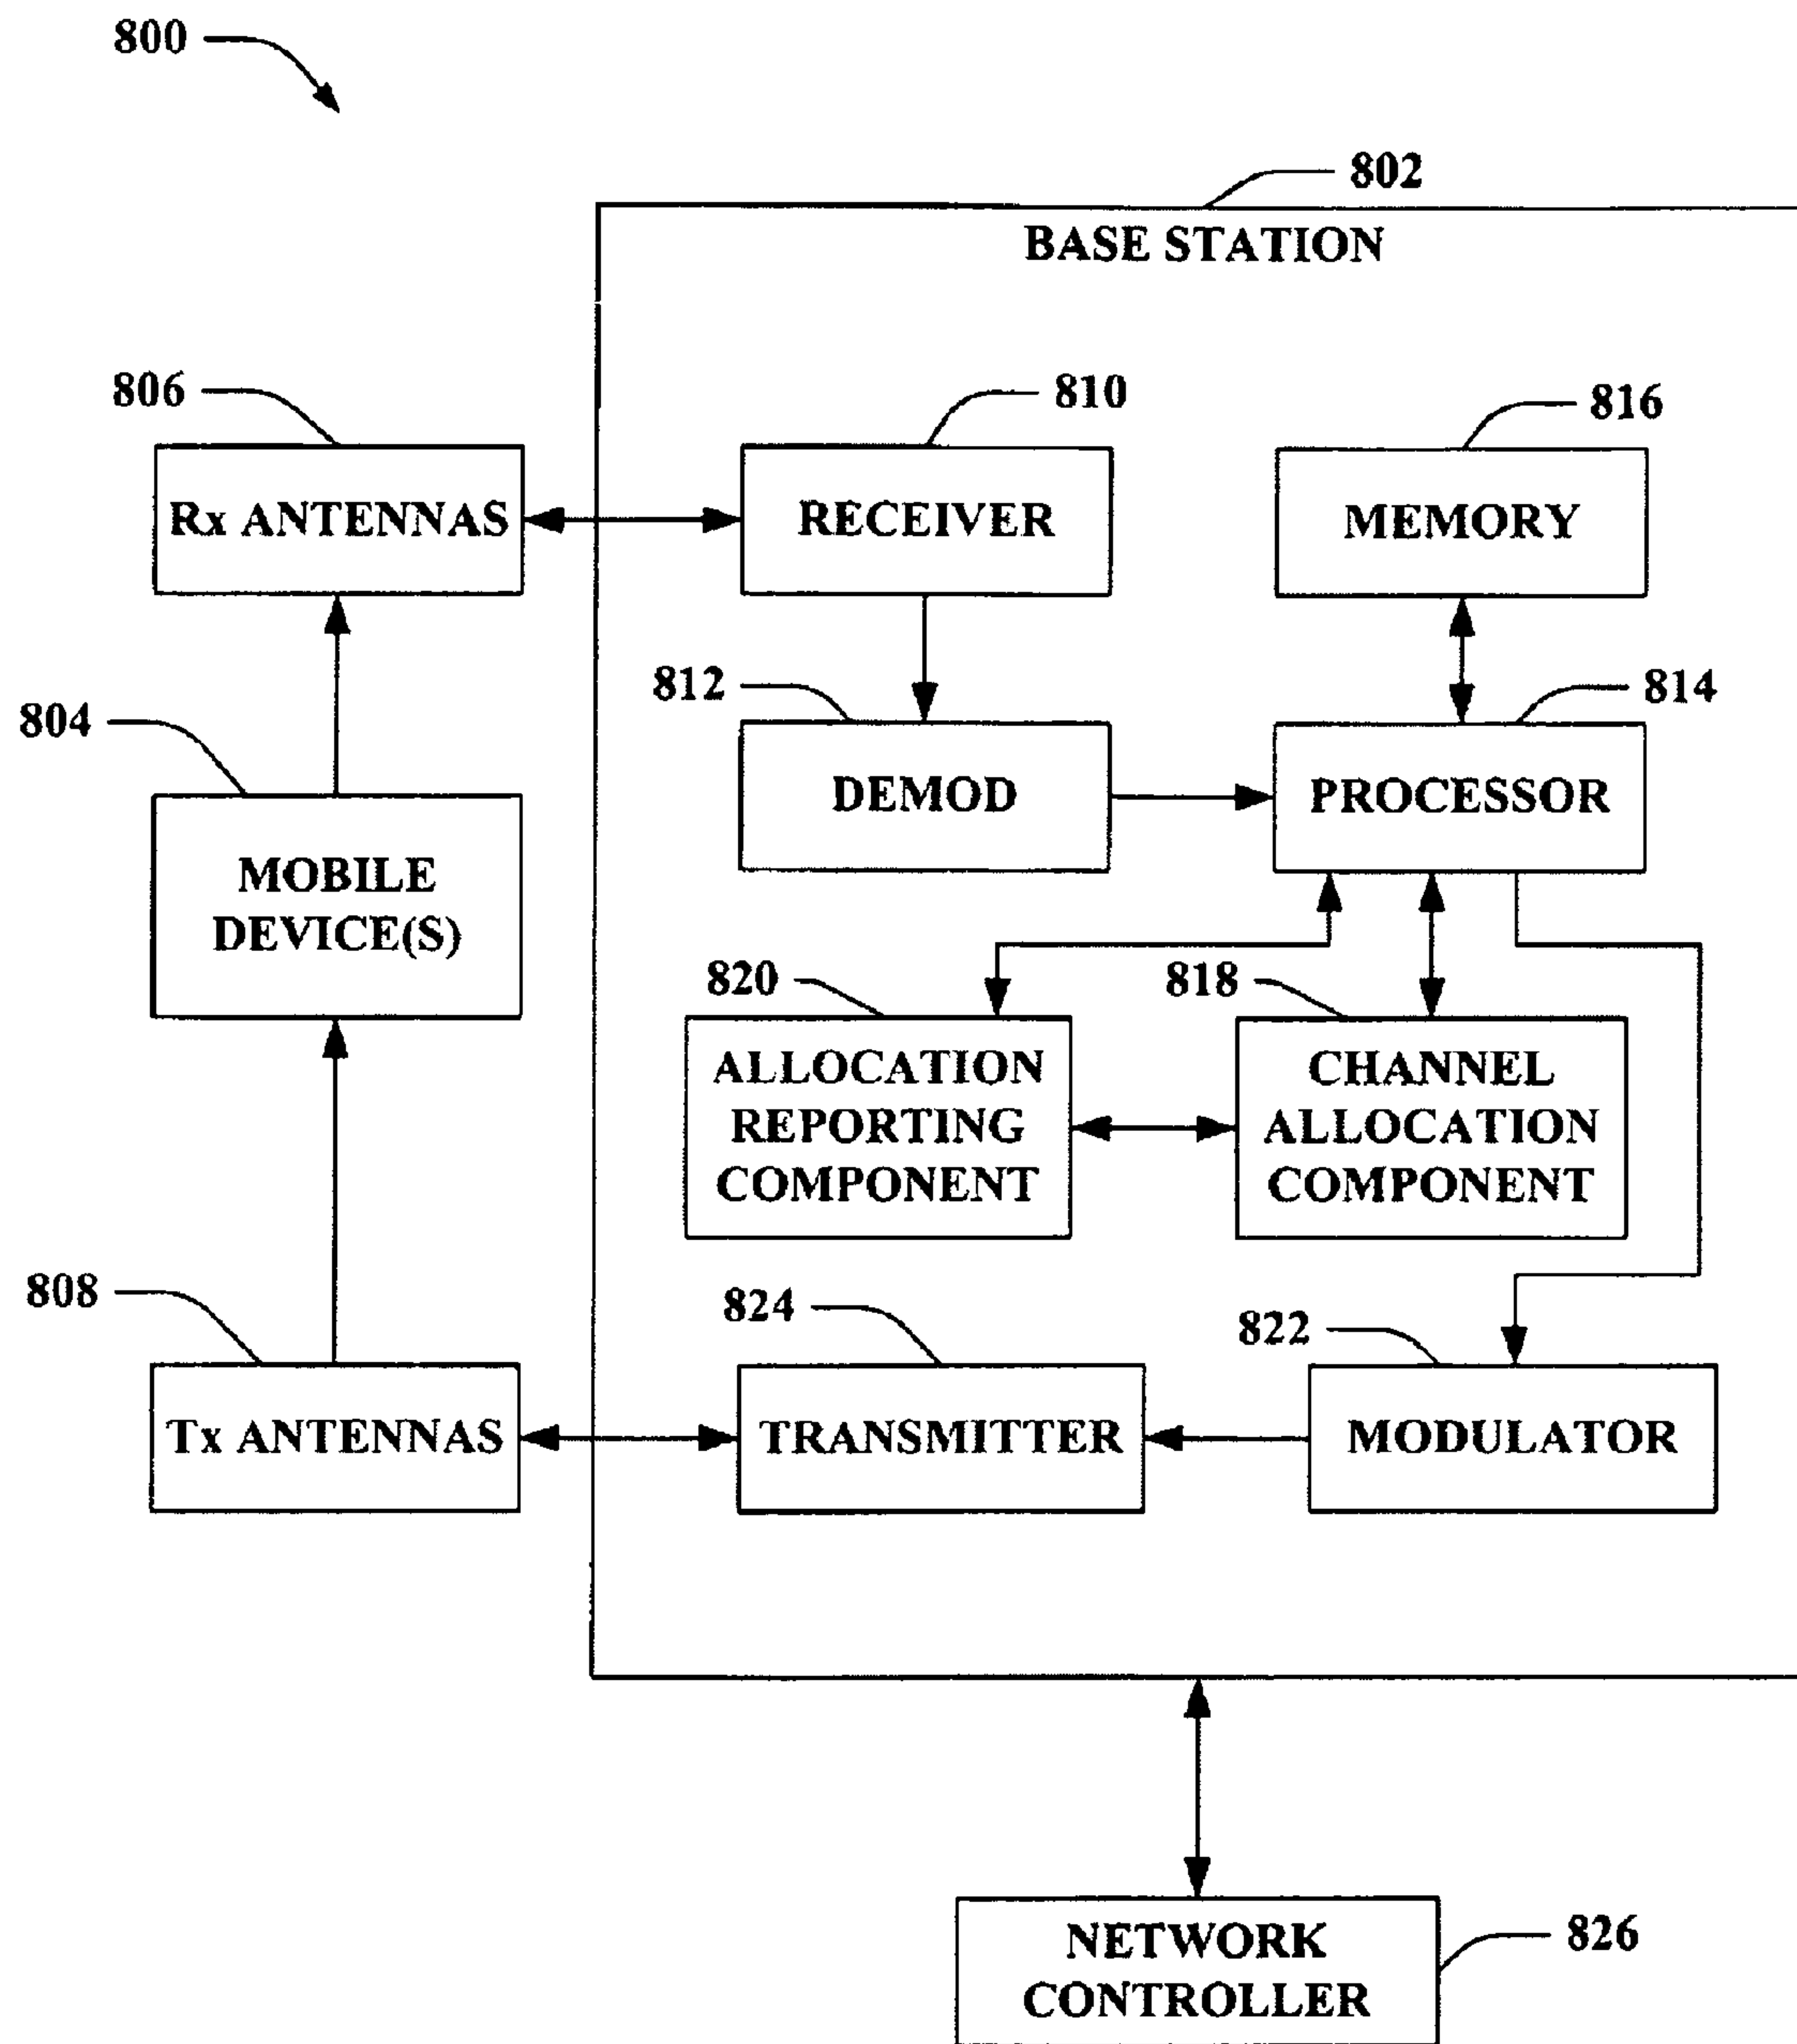 800
802
BASE STATION
806
810
816
Rx ANTENNAS
RECEIVER
MEMORY
812
814
804
DEMOD
PROCESSOR
MOBILE
DEVICE(S)
820
818
ALLOCATION
REPORTING
COMPONENT
CHANNEL
ALLOCATION
COMPONENT
808
824
822
Tx ANTENNAS
TRANSMITTER
MODULATOR
NETWORK
CONTROLLER
826